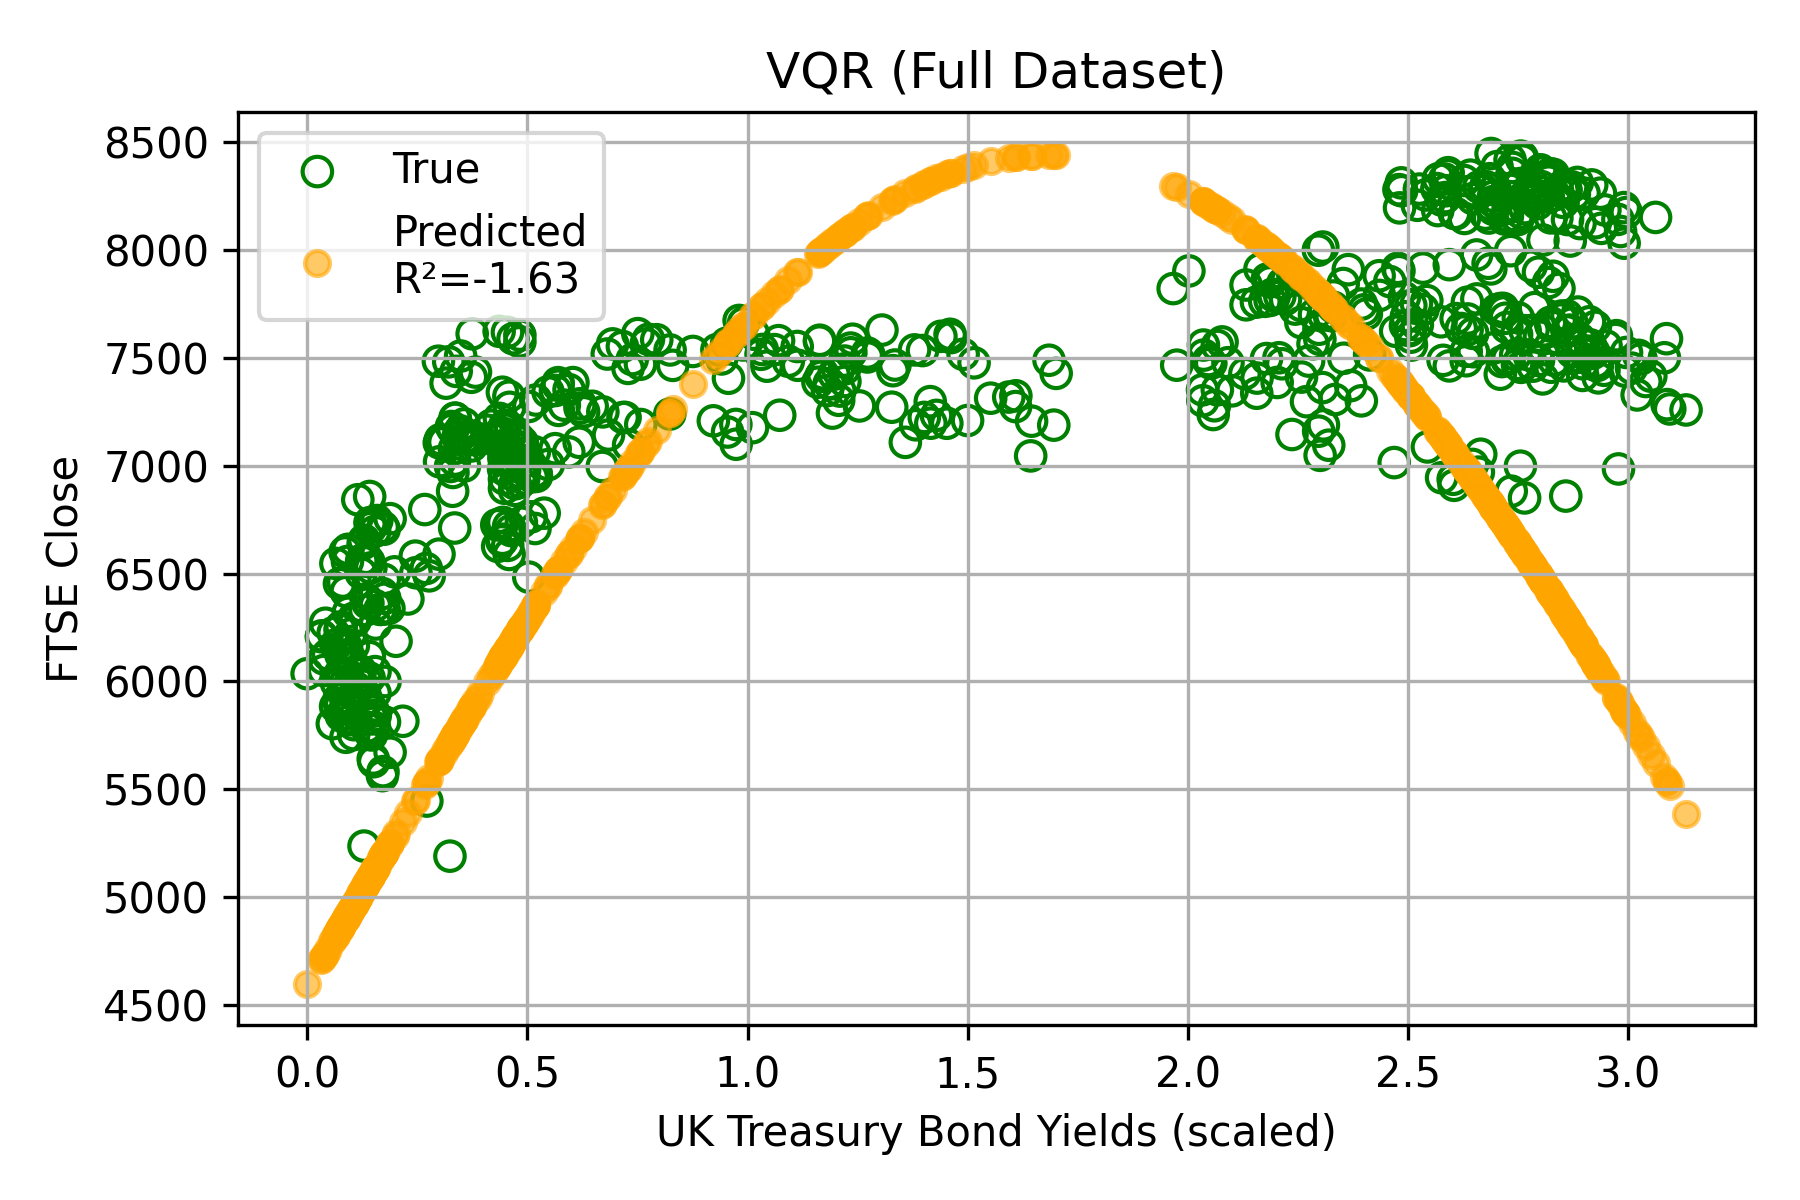 VQR (Full Dataset)
True
Predicted
R²=-1.63
8500
8000
7500
7000
6500
6000
5500
5000
4500
FTSE Close
0.0 0.5 1.0 1.5 2.0 2.5 3.0
UK Treasury Bond Yields (scaled)